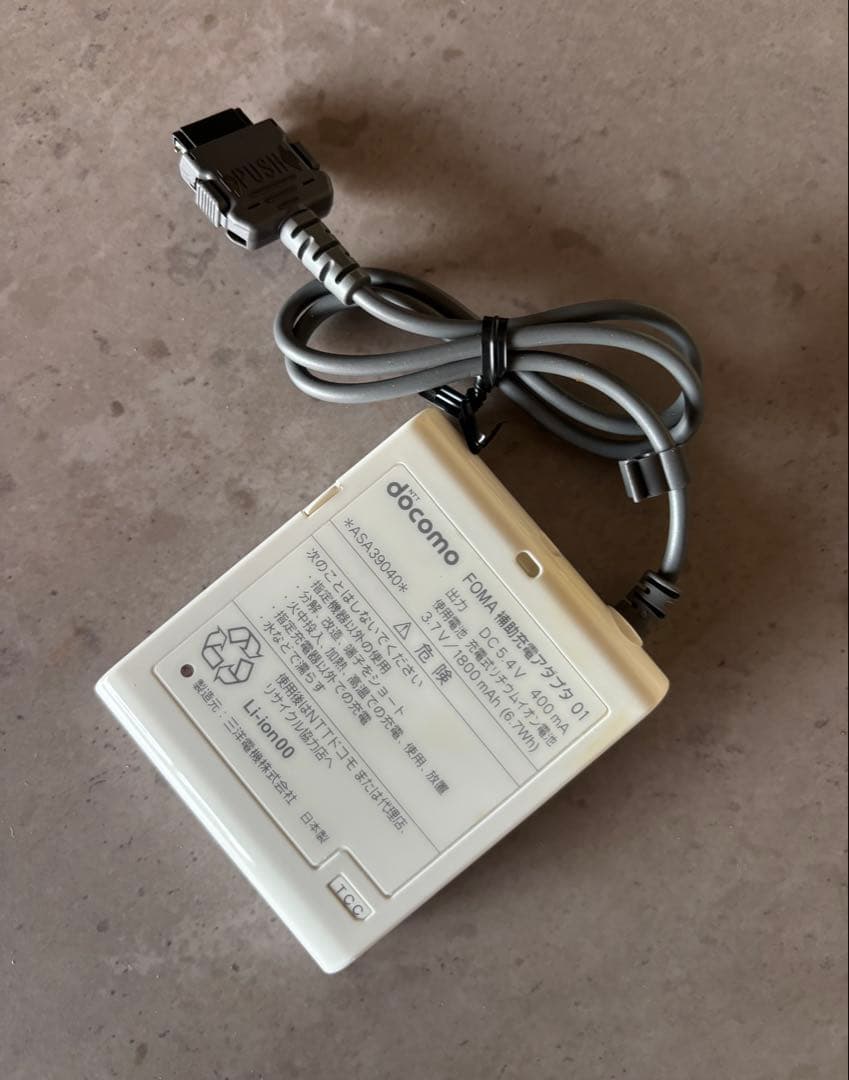 PUSH
NTT
docomo
FOMA 補助充電アダプタ 01
*ASA39040*
出力 DC 5.4V 400 mA
使用電池 充電式リチウムイオン電池
3.7V/1800 mAh (6.7Wh)
⚠ 危険
次のことはしないでください
・指定機器以外の使用
・分解、改造、端子をショート
・火中投入、加熱、高温での充電、使用、放置
・指定充電器以外での充電
・水などで濡らす
使用後はNTTドコモまたは代理店、
リサイクル協力店へ
Li-ion00
製造元:三洋電機株式会社 日本製
T.C.C